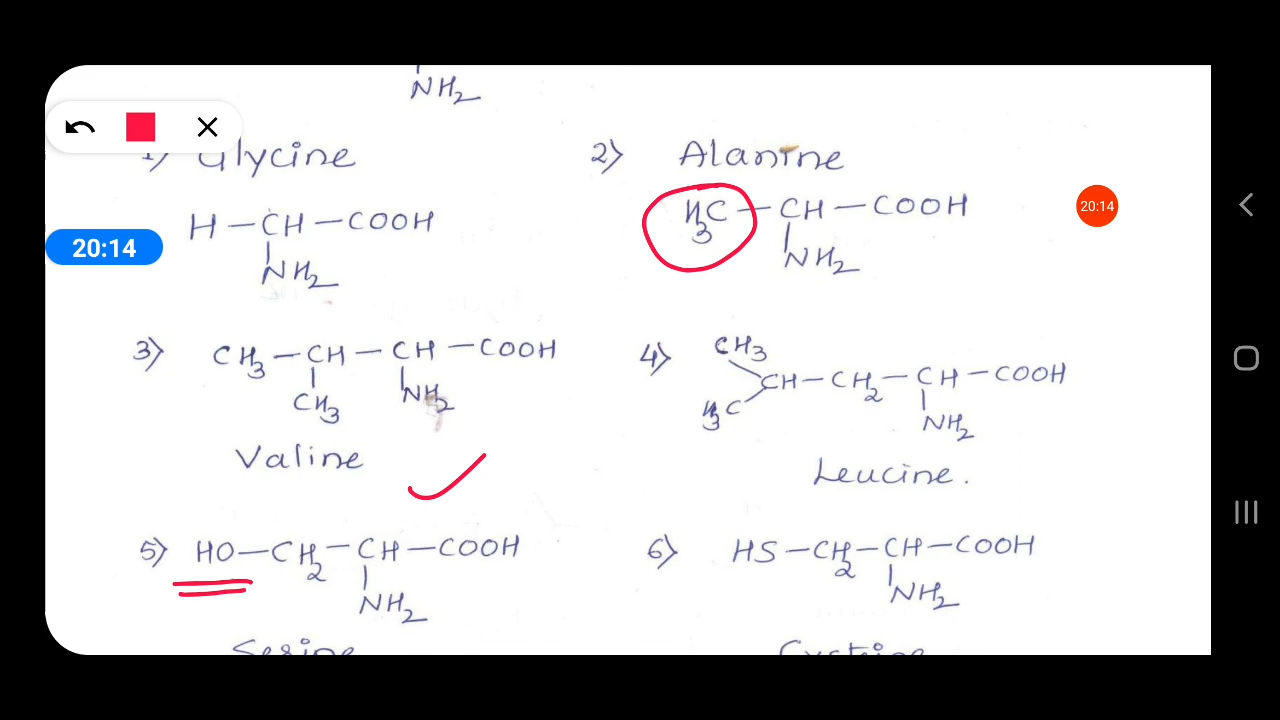 NH2
1) Glycine
2) Alanine
H - CH - COOH
NH2
H3C - CH - COOH
NH2
20:14
20:14
3) CH3 - CH - CH - COOH
CH3 NH2
Valine
4) CH3
CH - CH2 - CH - COOH
H3C
NH2
Leucine.
5) HO - CH2 - CH - COOH
NH2
Serine
6) HS - CH2 - CH - COOH
NH2
Cysteine